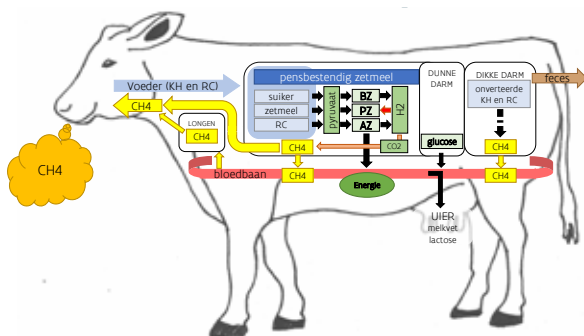 Voeder (KH en RC)
CH4
CH4
LONGEN
CH4
bloedbaan
pensbestendig zetmeel
suiker
zetmeel
RC
pyruvaat
BZ
PZ
AZ
H2
CO2
CH4
CH4
Energie
DUNNE
DARM
glucose
UIER
melkvet
lactose
DIKKE DARM
onverteerde
KH en RC
CH4
CH4
feces